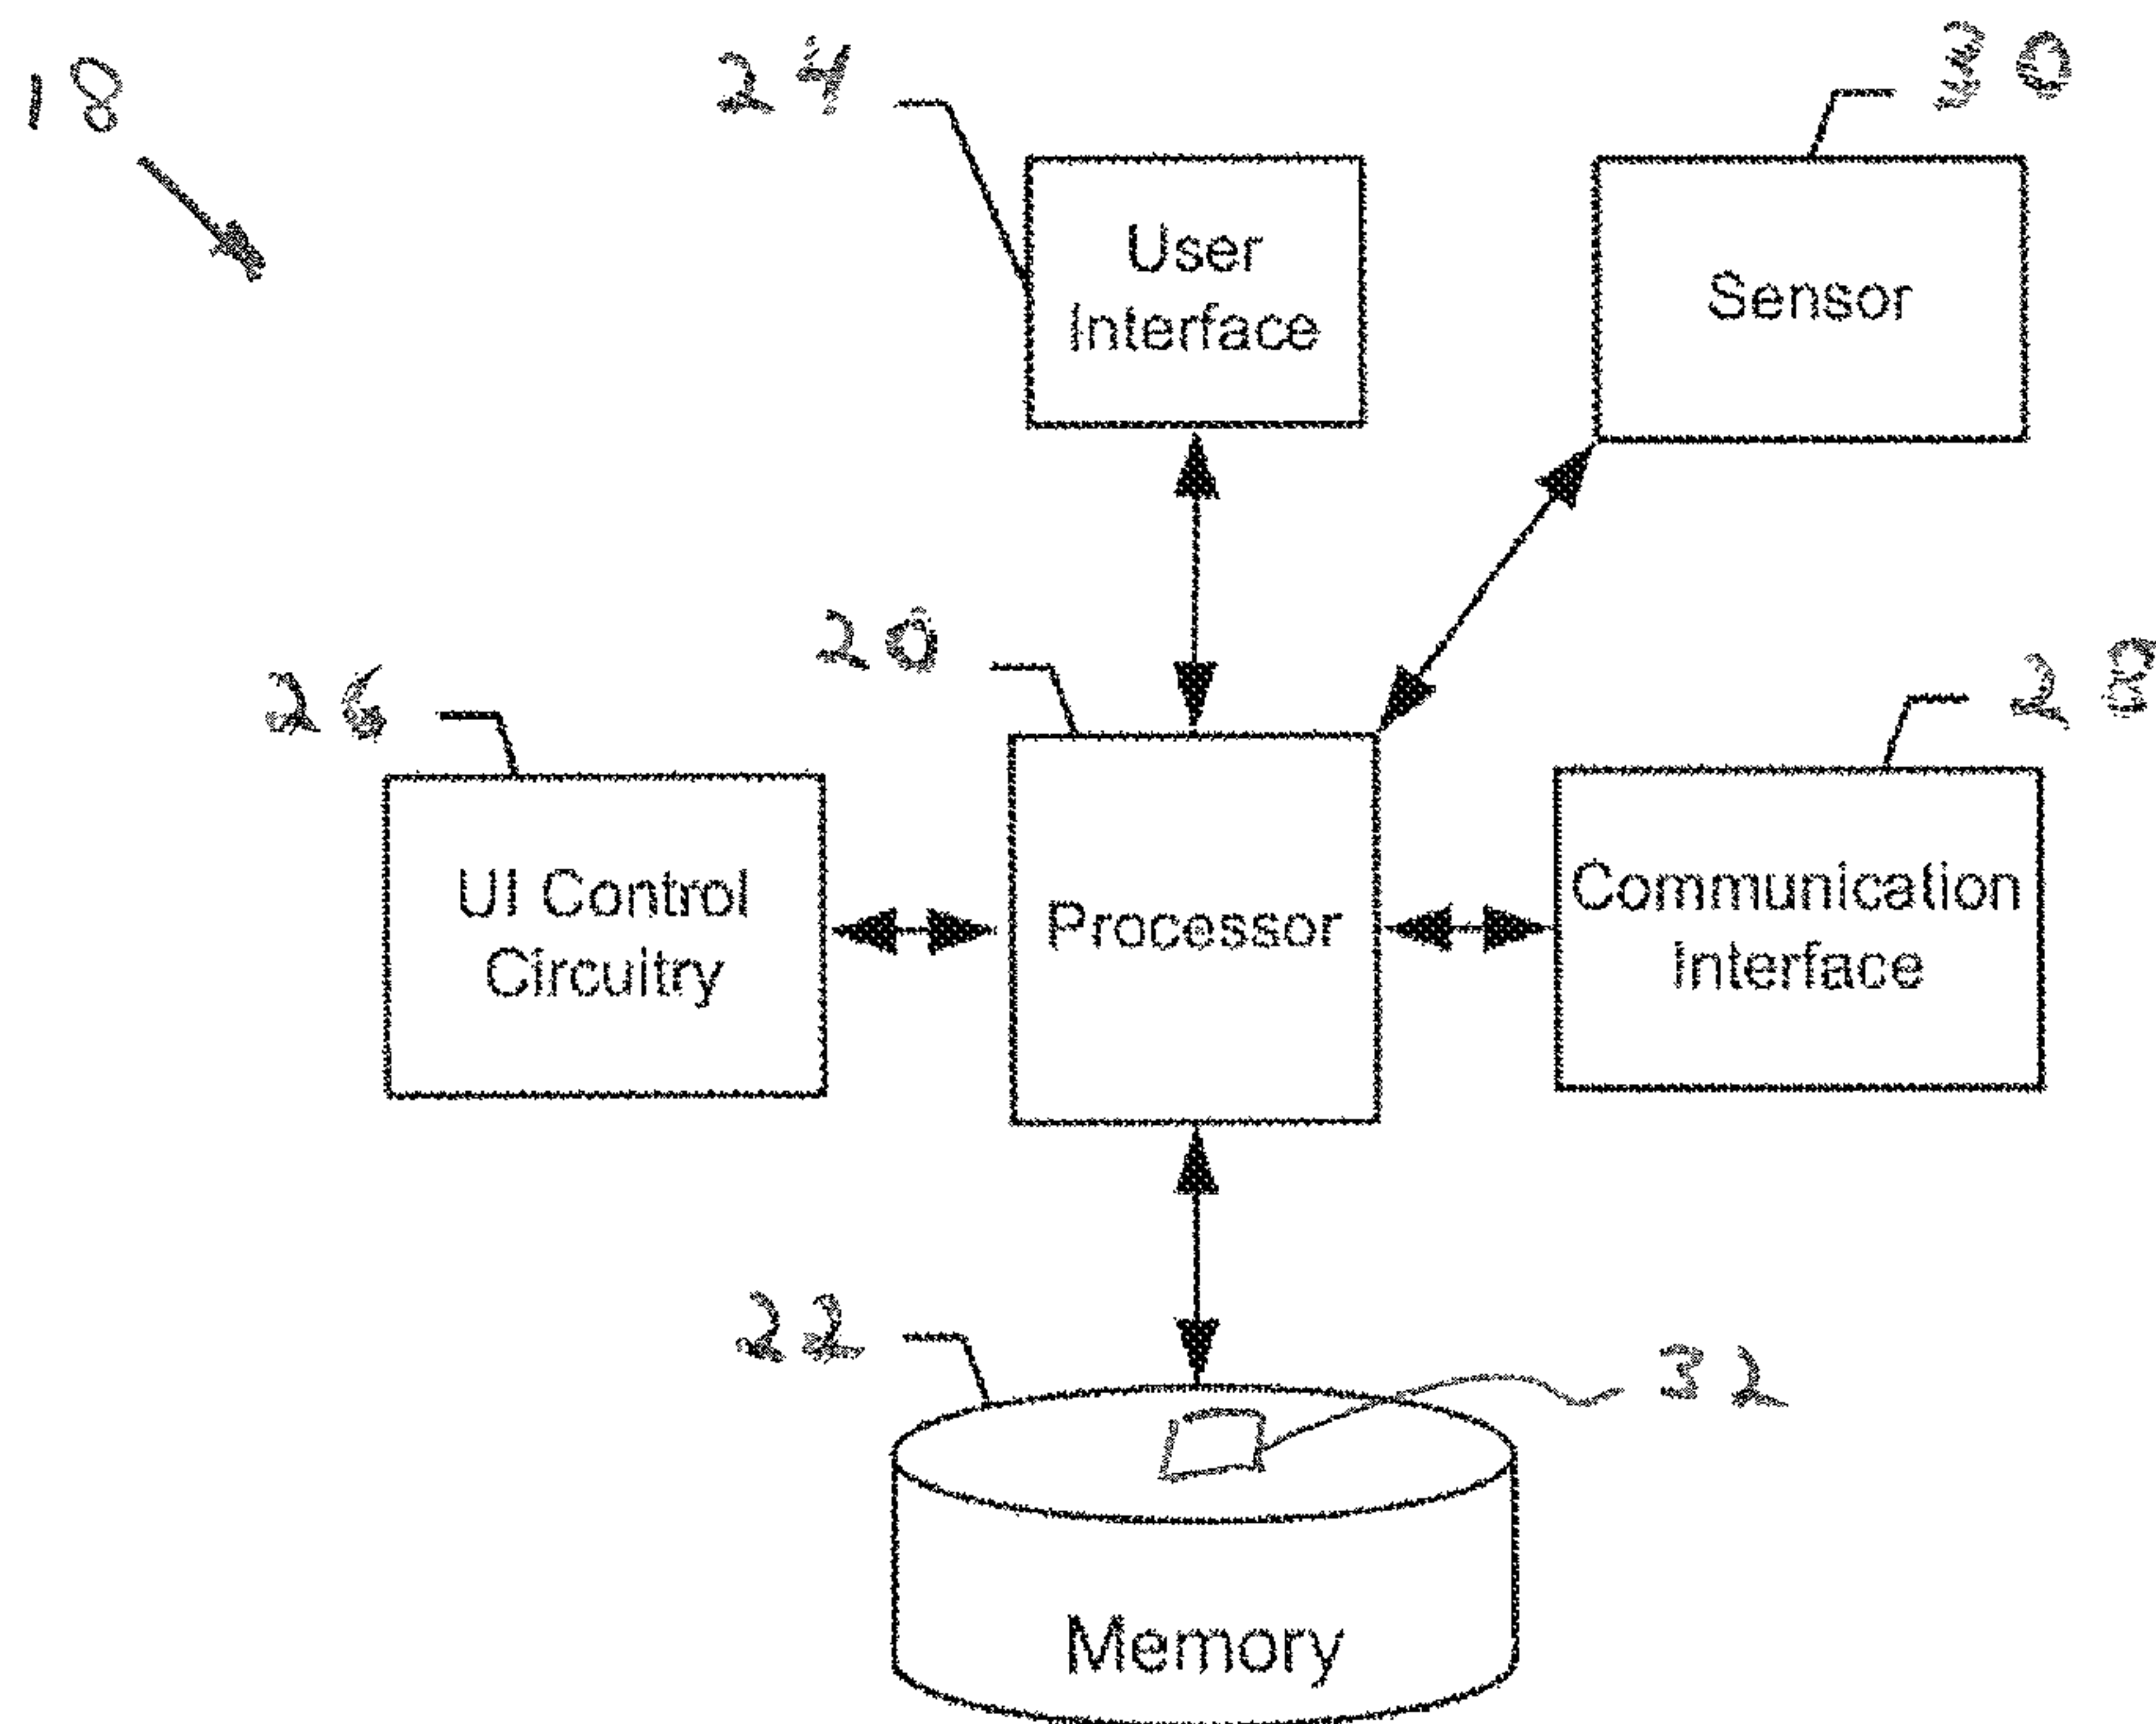 18
24
30
User
Interface
Sensor
20
26
28
UI Control
Circuitry
Processor
Communication
Interface
22
32
Memory